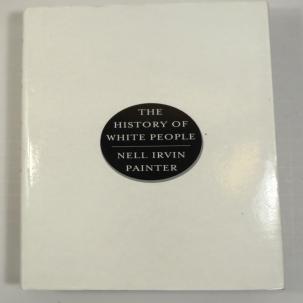 THE
HISTORY OF
WHITE PEOPLE
NELL IRVIN
PAINTER